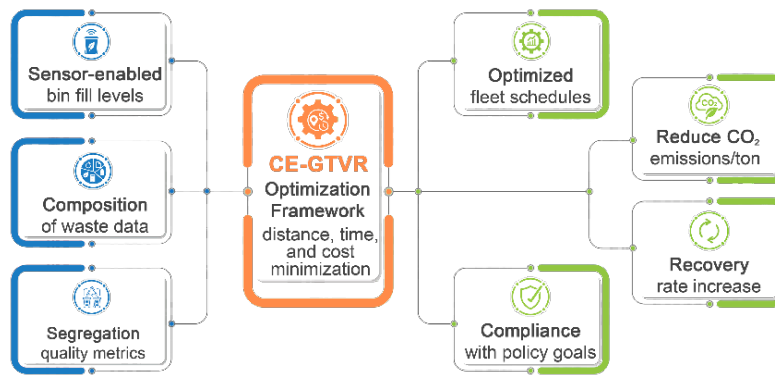 Sensor-enabled
bin fill levels
Composition
of waste data
Segregation
quality metrics
CE-GTVR
Optimization
Framework
distance, time,
and cost
minimization
Optimized
fleet schedules
CO₂
Reduce CO₂
emissions/ton
Recovery
rate increase
Compliance
with policy goals